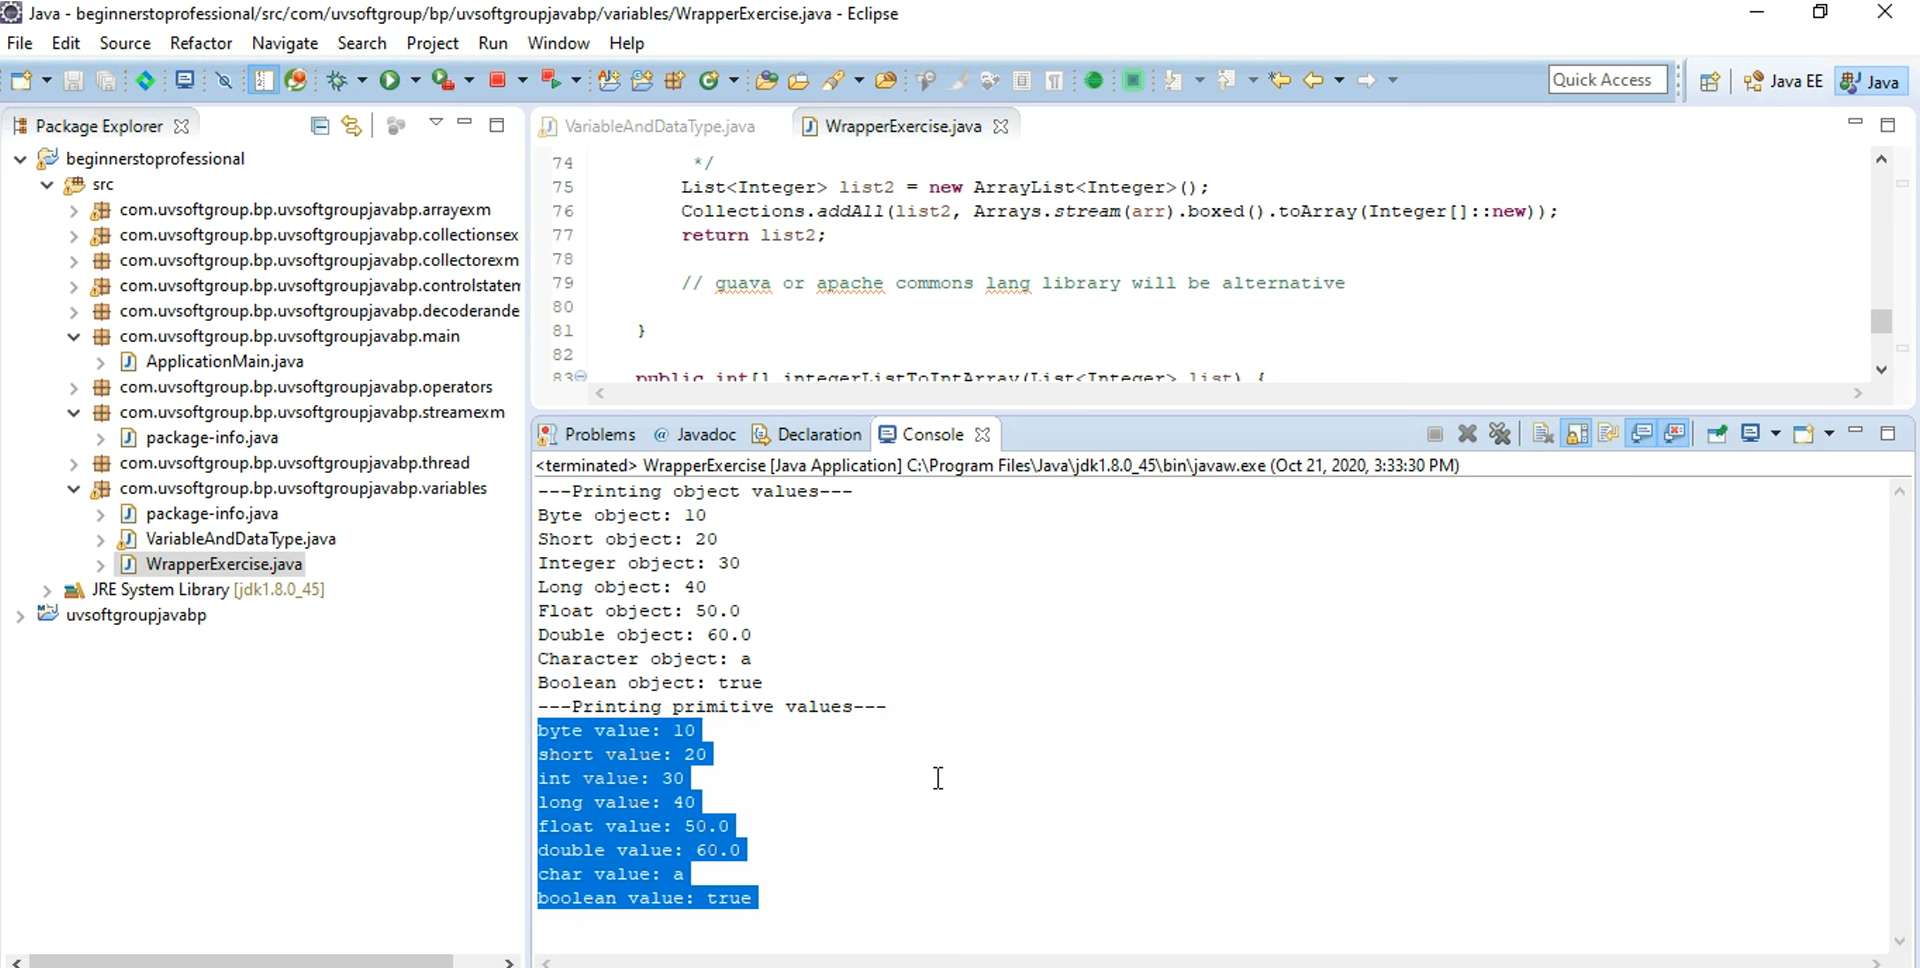 Java - beginnerstoprofessional/src/com/uvsoftgroup/bp/uvsoftgroupjavabp/variables/WrapperExercise.java - Eclipse
File Edit Source Refactor Navigate Search Project Run Window Help
Quick Access Java EE Java
Package Explorer
beginnerstoprofessional
src
com.uvsoftgroup.bp.uvsoftgroupjavabp.arrayexm
com.uvsoftgroup.bp.uvsoftgroupjavabp.collectionsex
com.uvsoftgroup.bp.uvsoftgroupjavabp.collectorexm
com.uvsoftgroup.bp.uvsoftgroupjavabp.controlstatem
com.uvsoftgroup.bp.uvsoftgroupjavabp.decoderande
com.uvsoftgroup.bp.uvsoftgroupjavabp.main
ApplicationMain.java
com.uvsoftgroup.bp.uvsoftgroupjavabp.operators
com.uvsoftgroup.bp.uvsoftgroupjavabp.streamexm
package-info.java
com.uvsoftgroup.bp.uvsoftgroupjavabp.thread
com.uvsoftgroup.bp.uvsoftgroupjavabp.variables
package-info.java
VariableAndDataType.java
WrapperExercise.java
JRE System Library [jdk1.8.0_45]
uvsoftgroupjavabp
VariableAndDataType.java WrapperExercise.java
74 */
75 List<Integer> list2 = new ArrayList<Integer>();
76 Collections.addAll(list2, Arrays.stream(arr).boxed().toArray(Integer[]::new));
77 return list2;
78
79 // guava or apache commons lang library will be alternative
80
81 }
82
83 public int[] integerListToIntArray(List<Integer> list) {
Problems @ Javadoc Declaration Console
<terminated> WrapperExercise [Java Application] C:\Program Files\Java\jdk1.8.0_45\bin\javaw.exe (Oct 21, 2020, 3:33:30 PM)
---Printing object values---
Byte object: 10
Short object: 20
Integer object: 30
Long object: 40
Float object: 50.0
Double object: 60.0
Character object: a
Boolean object: true
---Printing primitive values---
byte value: 10
short value: 20
int value: 30
long value: 40
float value: 50.0
double value: 60.0
char value: a
boolean value: true